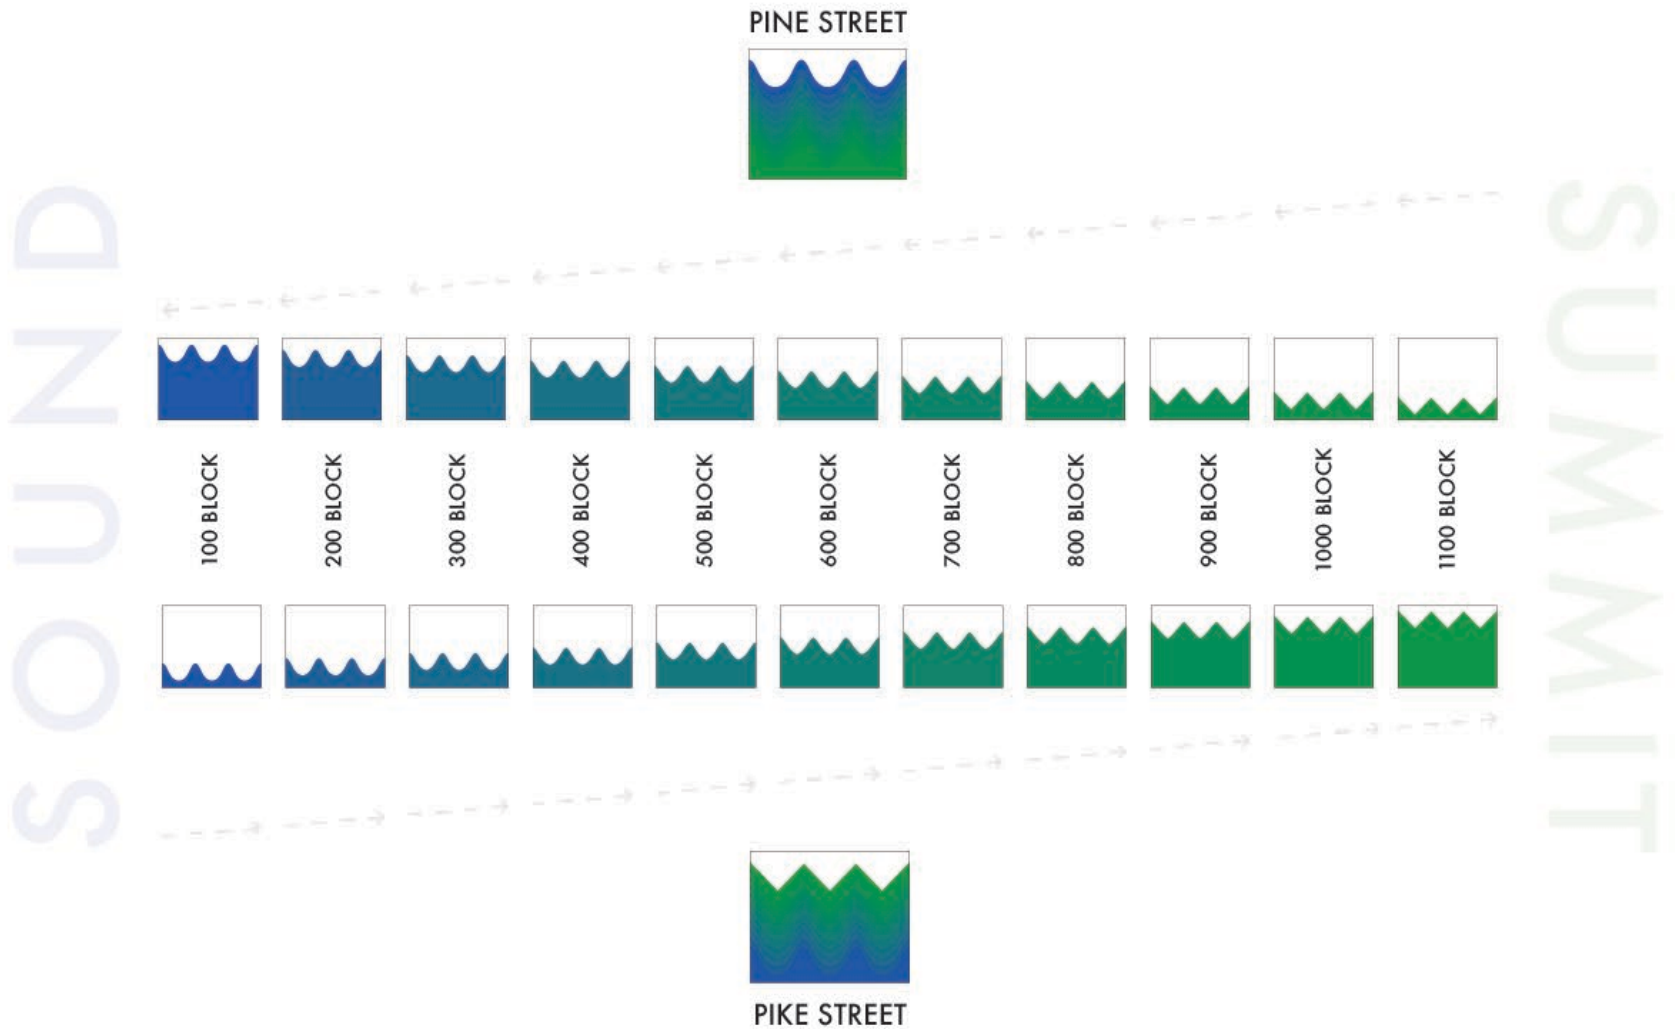 PINE STREET
SOUND
SUMMIT
100 BLOCK
200 BLOCK
300 BLOCK
400 BLOCK
500 BLOCK
600 BLOCK
700 BLOCK
800 BLOCK
900 BLOCK
1000 BLOCK
1100 BLOCK
PIKE STREET